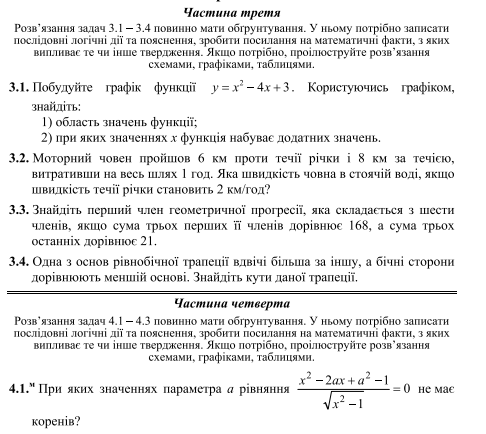 Частина третя
Розв’язання задач 3.1 – 3.4 повинно мати обґрунтування. У ньому потрібно записати
послідовні логічні дії та пояснення, зробити посилання на математичні факти, з яких
випливає те чи інше твердження. Якщо потрібно, проілюструйте розв’язання
схемами, графіками, таблицями.
3.1. Побудуйте графік функції y = x² − 4x + 3. Користуючись графіком,
знайдіть:
1) область значень функції;
2) при яких значеннях x функція набуває додатних значень.
3.2. Моторний човен пройшов 6 км проти течії річки і 8 км за течією,
витративши на весь шлях 1 год. Яка швидкість човна в стоячій воді, якщо
швидкість течії річки становить 2 км/год?
3.3. Знайдіть перший член геометричної прогресії, яка складається з шести
членів, якщо сума трьох перших її членів дорівнює 168, а сума трьох
останніх дорівнює 21.
3.4. Одна з основ рівнобічної трапеції вдвічі більша за іншу, а бічні сторони
дорівнюють меншій основі. Знайдіть кути даної трапеції.
Частина четверта
Розв’язання задач 4.1 – 4.3 повинно мати обґрунтування. У ньому потрібно записати
послідовні логічні дії та пояснення, зробити посилання на математичні факти, з яких
випливає те чи інше твердження. Якщо потрібно, проілюструйте розв’язання
схемами, графіками, таблицями.
4.1.ᴹ При яких значеннях параметра a рівняння (x² − 2ax + a² − 1)/√(x² − 1) = 0 не має
коренів?